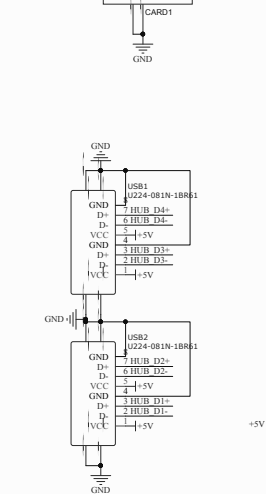 CARD1
GND
GND
USB1
U224-081N-1BR61
GND 8
D+ 7 HUB_D4+
D- 6 HUB_D4-
VCC 5 +5V
GND 4
D+ 3 HUB_D3+
D- 2 HUB_D3-
VCC 1 +5V
GND
USB2
U224-081N-1BR61
GND 8
D+ 7 HUB_D2+
D- 6 HUB_D2-
VCC 5 +5V
GND 4
D+ 3 HUB_D1+
D- 2 HUB_D1-
VCC 1 +5V
+5V
GND